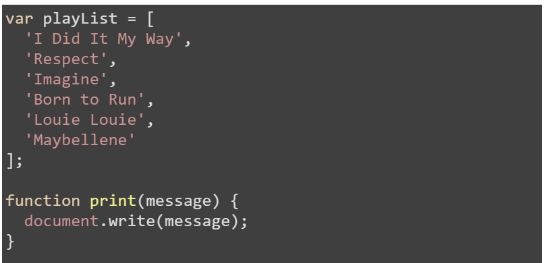 var playList = [
  'I Did It My Way',
  'Respect',
  'Imagine',
  'Born to Run',
  'Louie Louie',
  'Maybellene'
];
function print(message) {
  document.write(message);
}